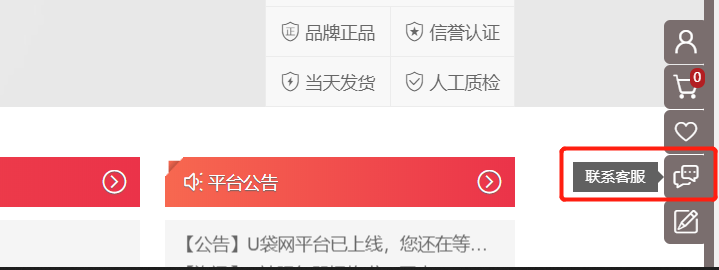 正 品牌正品
信誉认证
当天发货
人工质检
0
平台公告
联系客服
【公告】U袋网平台已上线，您还在等...